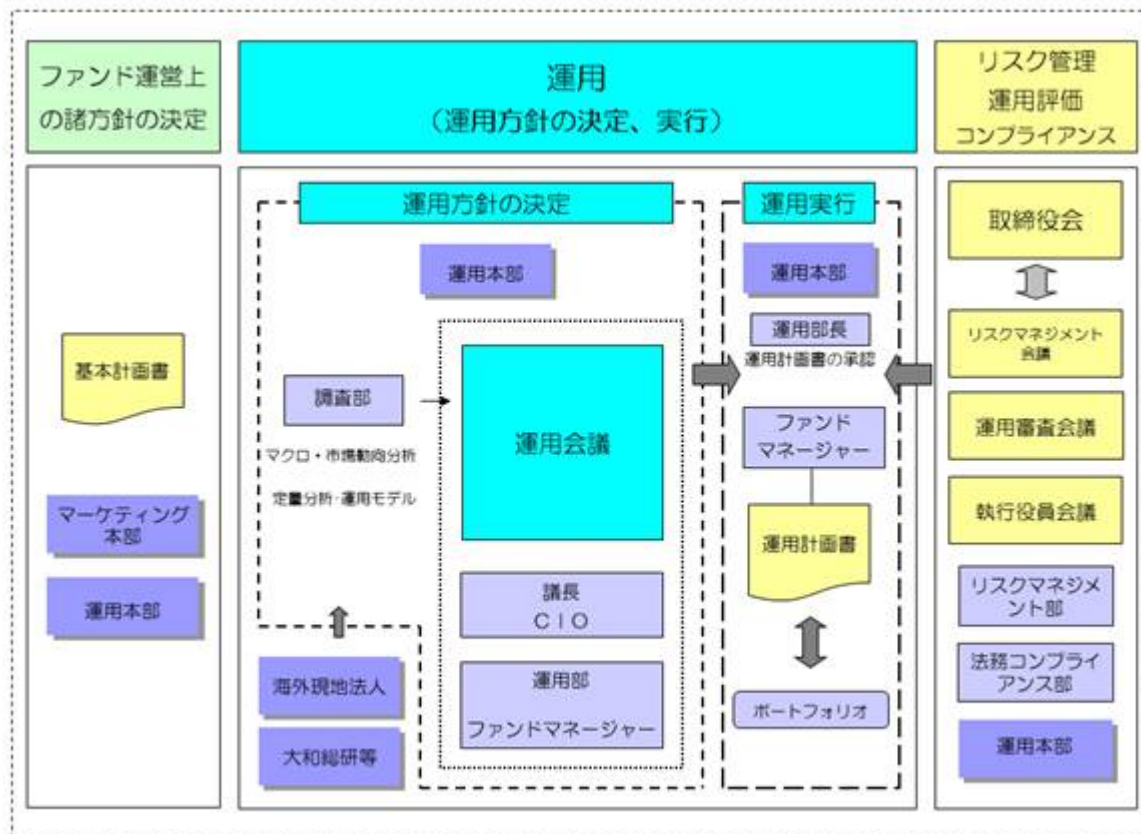 ファンド運営上
の諸方針の決定
運用
（運用方針の決定、実行）
リスク管理
運用評価
コンプライアンス
基本計画書
マーケティング
本部
運用本部
運用方針の決定
運用本部
調査部
マクロ・市場動向分析
定量分析・運用モデル
運用会議
議長
ＣＩＯ
運用部
ファンドマネージャー
海外現地法人
大和総研等
運用実行
運用本部
運用部長
運用計画書の承認
ファンド
マネージャー
運用計画書
ポートフォリオ
取締役会
リスクマネジメント
会議
運用審査会議
執行役員会議
リスクマネジメ
ント部
法務コンプライ
アンス部
運用本部